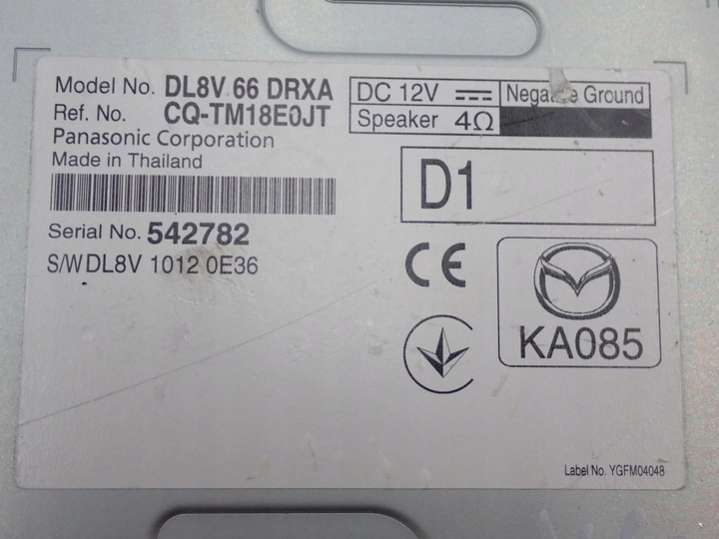 Model No. DL8V 66 DRXA
Ref. No. CQ-TM18E0JT
Panasonic Corporation
Made in Thailand
DC 12V Ground
Speaker 4Ω
D1
Serial No. 542782
S/W DL8V 1012 0E36
CE
KA085
Label No. YGFM04048